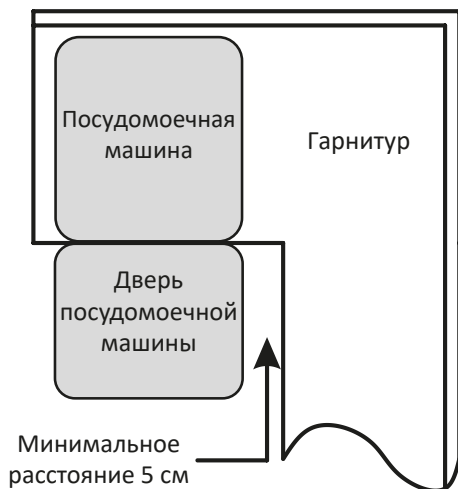 Посудомоечная
машина
Гарнитур
Дверь
посудомоечной
машины
Минимальное
расстояние 5 см